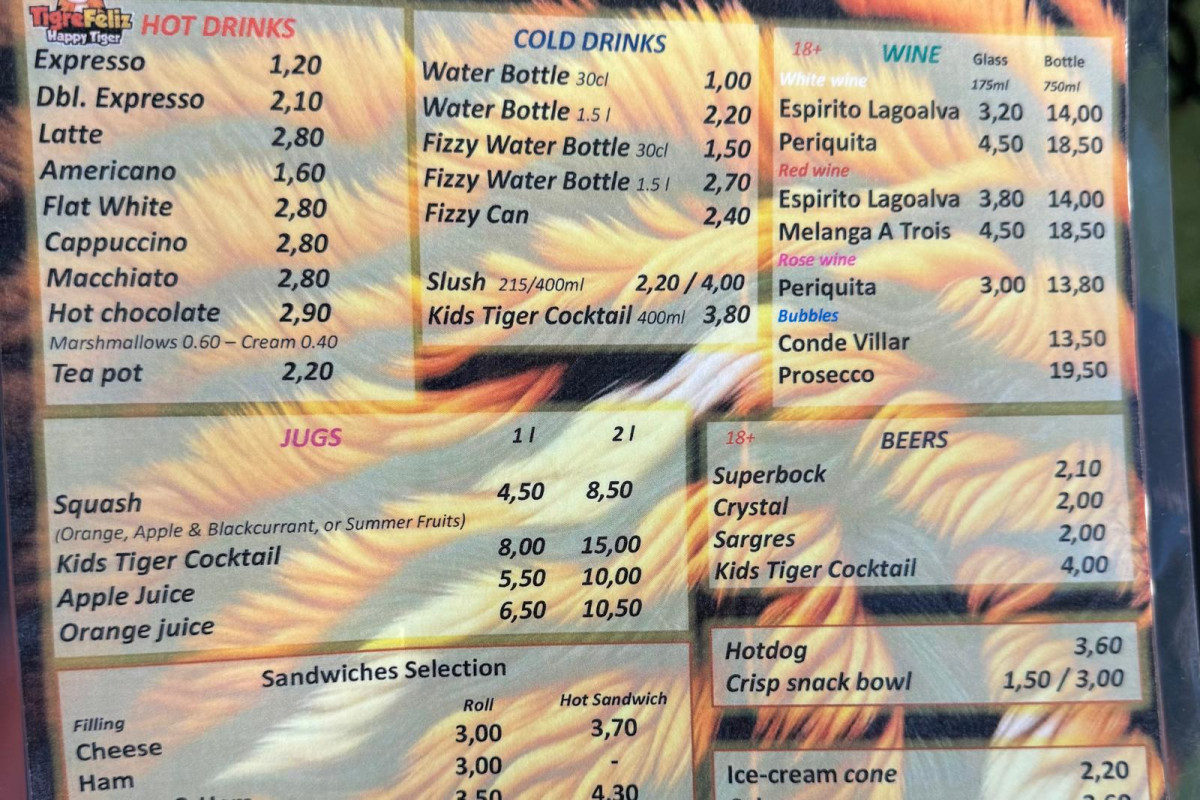 TigreFeliz
Happy Tiger
HOT DRINKS
Expresso 1,20
Dbl. Expresso 2,10
Latte 2,80
Americano 1,60
Flat White 2,80
Cappuccino 2,80
Macchiato 2,80
Hot chocolate 2,90
Marshmallows 0.60 – Cream 0.40
Tea pot 2,20
COLD DRINKS
Water Bottle 30cl 1,00
Water Bottle 1.5 l 2,20
Fizzy Water Bottle 30cl 1,50
Fizzy Water Bottle 1.5 l 2,70
Fizzy Can 2,40
Slush 215/400ml 2,20 / 4,00
Kids Tiger Cocktail 400ml 3,80
18+ WINE Glass Bottle
White wine 175ml 750ml
Espirito Lagoalva 3,20 14,00
Periquita 4,50 18,50
Red wine
Espirito Lagoalva 3,80 14,00
Melanga A Trois 4,50 18,50
Rose wine
Periquita 3,00 13,80
Bubbles
Conde Villar 13,50
Prosecco 19,50
JUGS 1 l 2 l
Squash 4,50 8,50
(Orange, Apple & Blackcurrant, or Summer Fruits)
Kids Tiger Cocktail 8,00 15,00
Apple Juice 5,50 10,00
Orange juice 6,50 10,50
18+ BEERS
Superbock 2,10
Crystal 2,00
Sargres 2,00
Kids Tiger Cocktail 4,00
Hotdog 3,60
Crisp snack bowl 1,50 / 3,00
Sandwiches Selection
Filling Roll Hot Sandwich
Cheese 3,00 3,70
Ham 3,00 -
3,50 4,30
Ice-cream cone 2,20